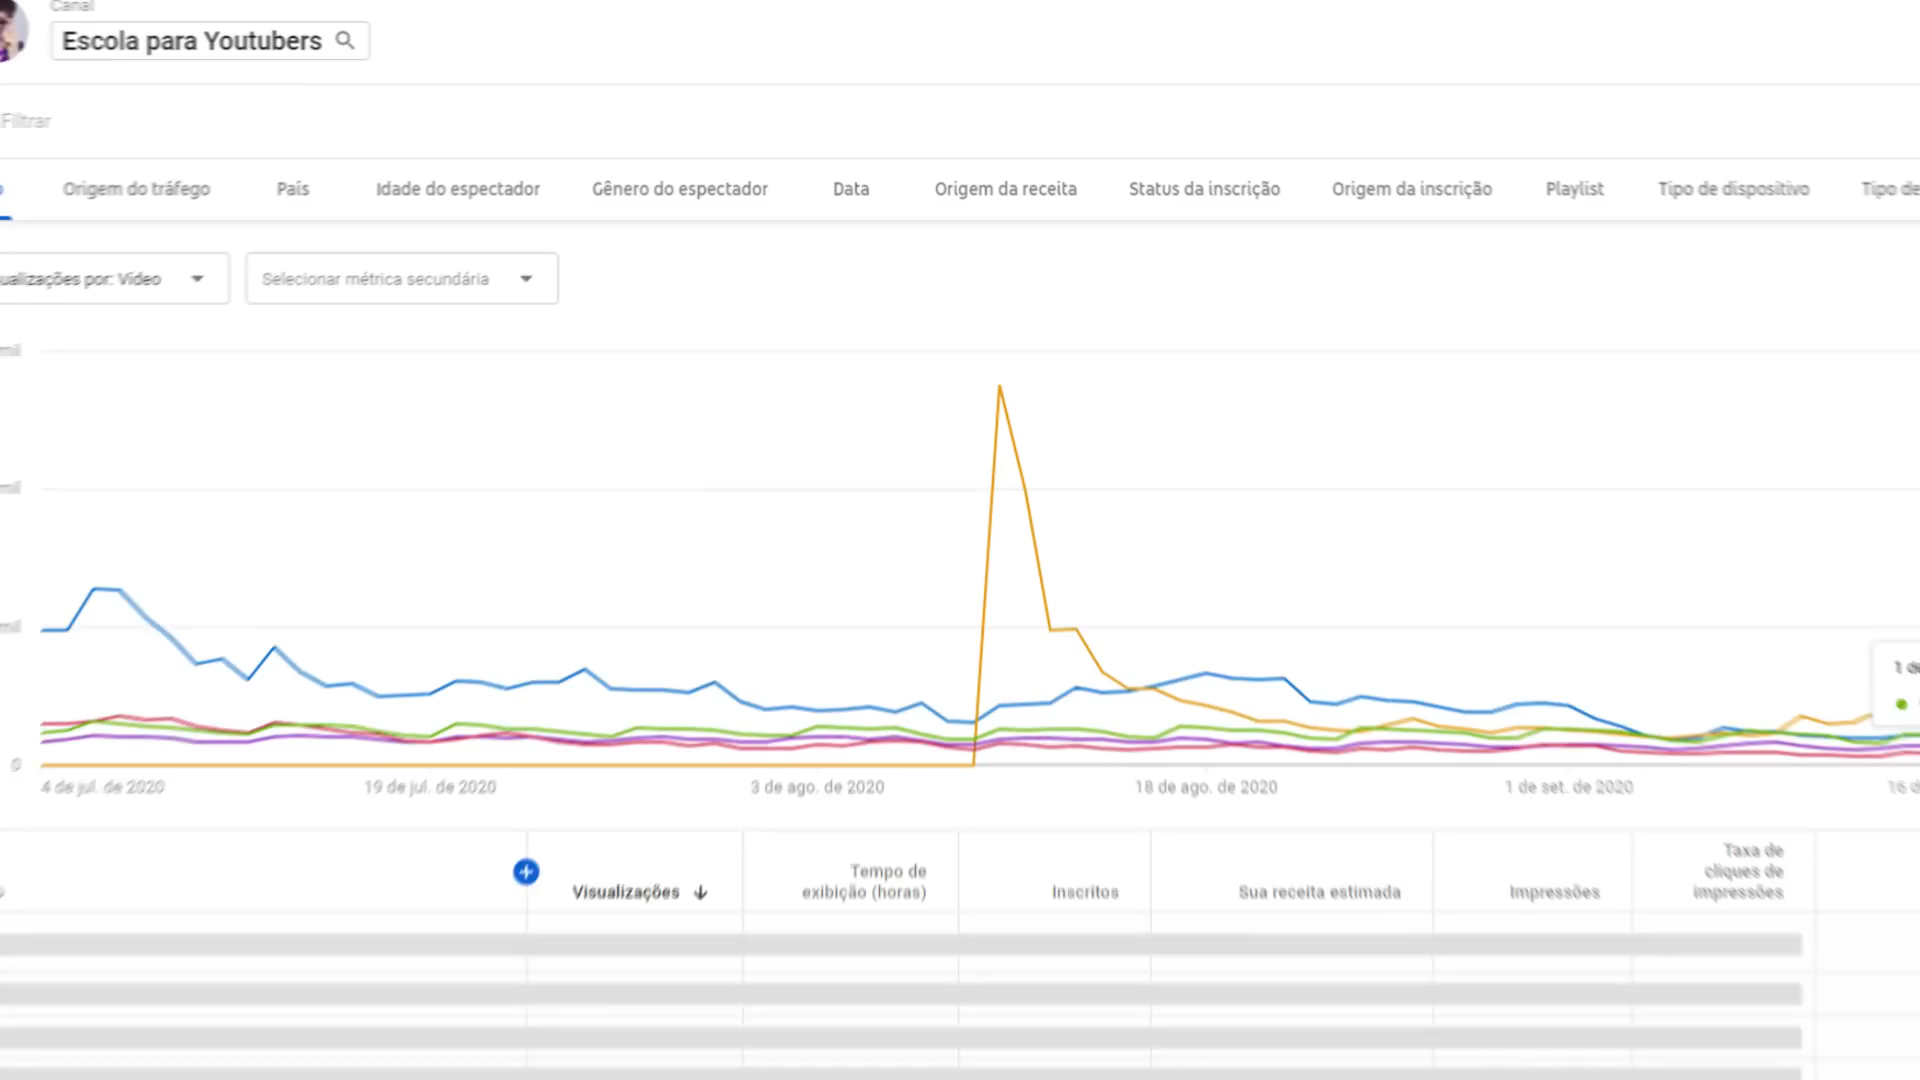 Canal
Escola para Youtubers
Filtrar
Origem do tráfego País Idade do espectador Gênero do espectador Data Origem da receita Status da inscrição Origem da inscrição Playlist Tipo de dispositivo Tipo de
ualizações por: Vídeo Selecionar métrica secundária
mil
mil
mil
1 de
0
4 de jul. de 2020 19 de jul. de 2020 3 de ago. de 2020 18 de ago. de 2020 1 de set. de 2020 16 d
Visualizações
Tempo de
exibição (horas)
Inscritos
Sua receita estimada
Impressões
Taxa de
cliques de
impressões